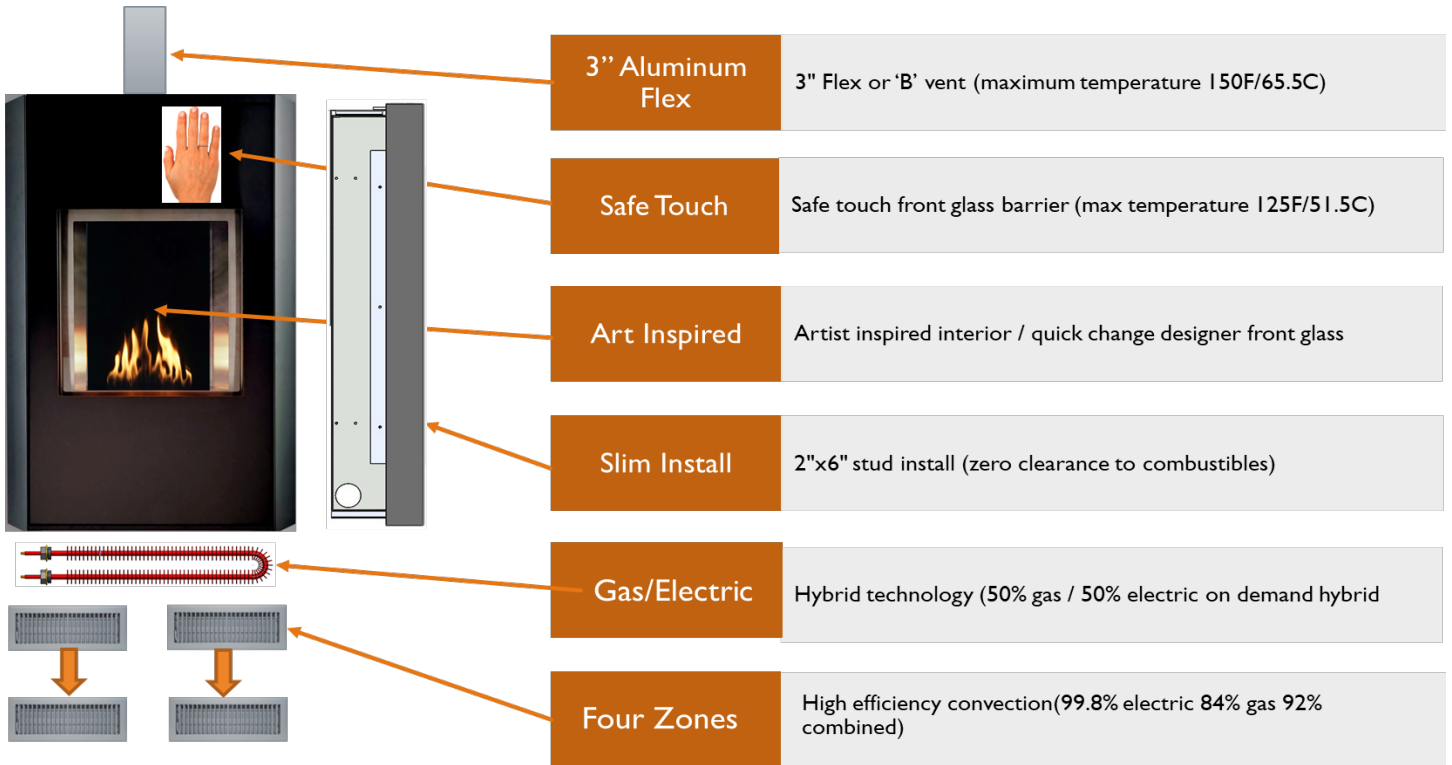 3’’ Aluminum
Flex
3" Flex or ‘B’ vent (maximum temperature 150F/65.5C)
Safe Touch
Safe touch front glass barrier (max temperature 125F/51.5C)
Art Inspired
Artist inspired interior / quick change designer front glass
Slim Install
2"x6" stud install (zero clearance to combustibles)
Gas/Electric
Hybrid technology (50% gas / 50% electric on demand hybrid
Four Zones
High efficiency convection(99.8% electric 84% gas 92%
combined)